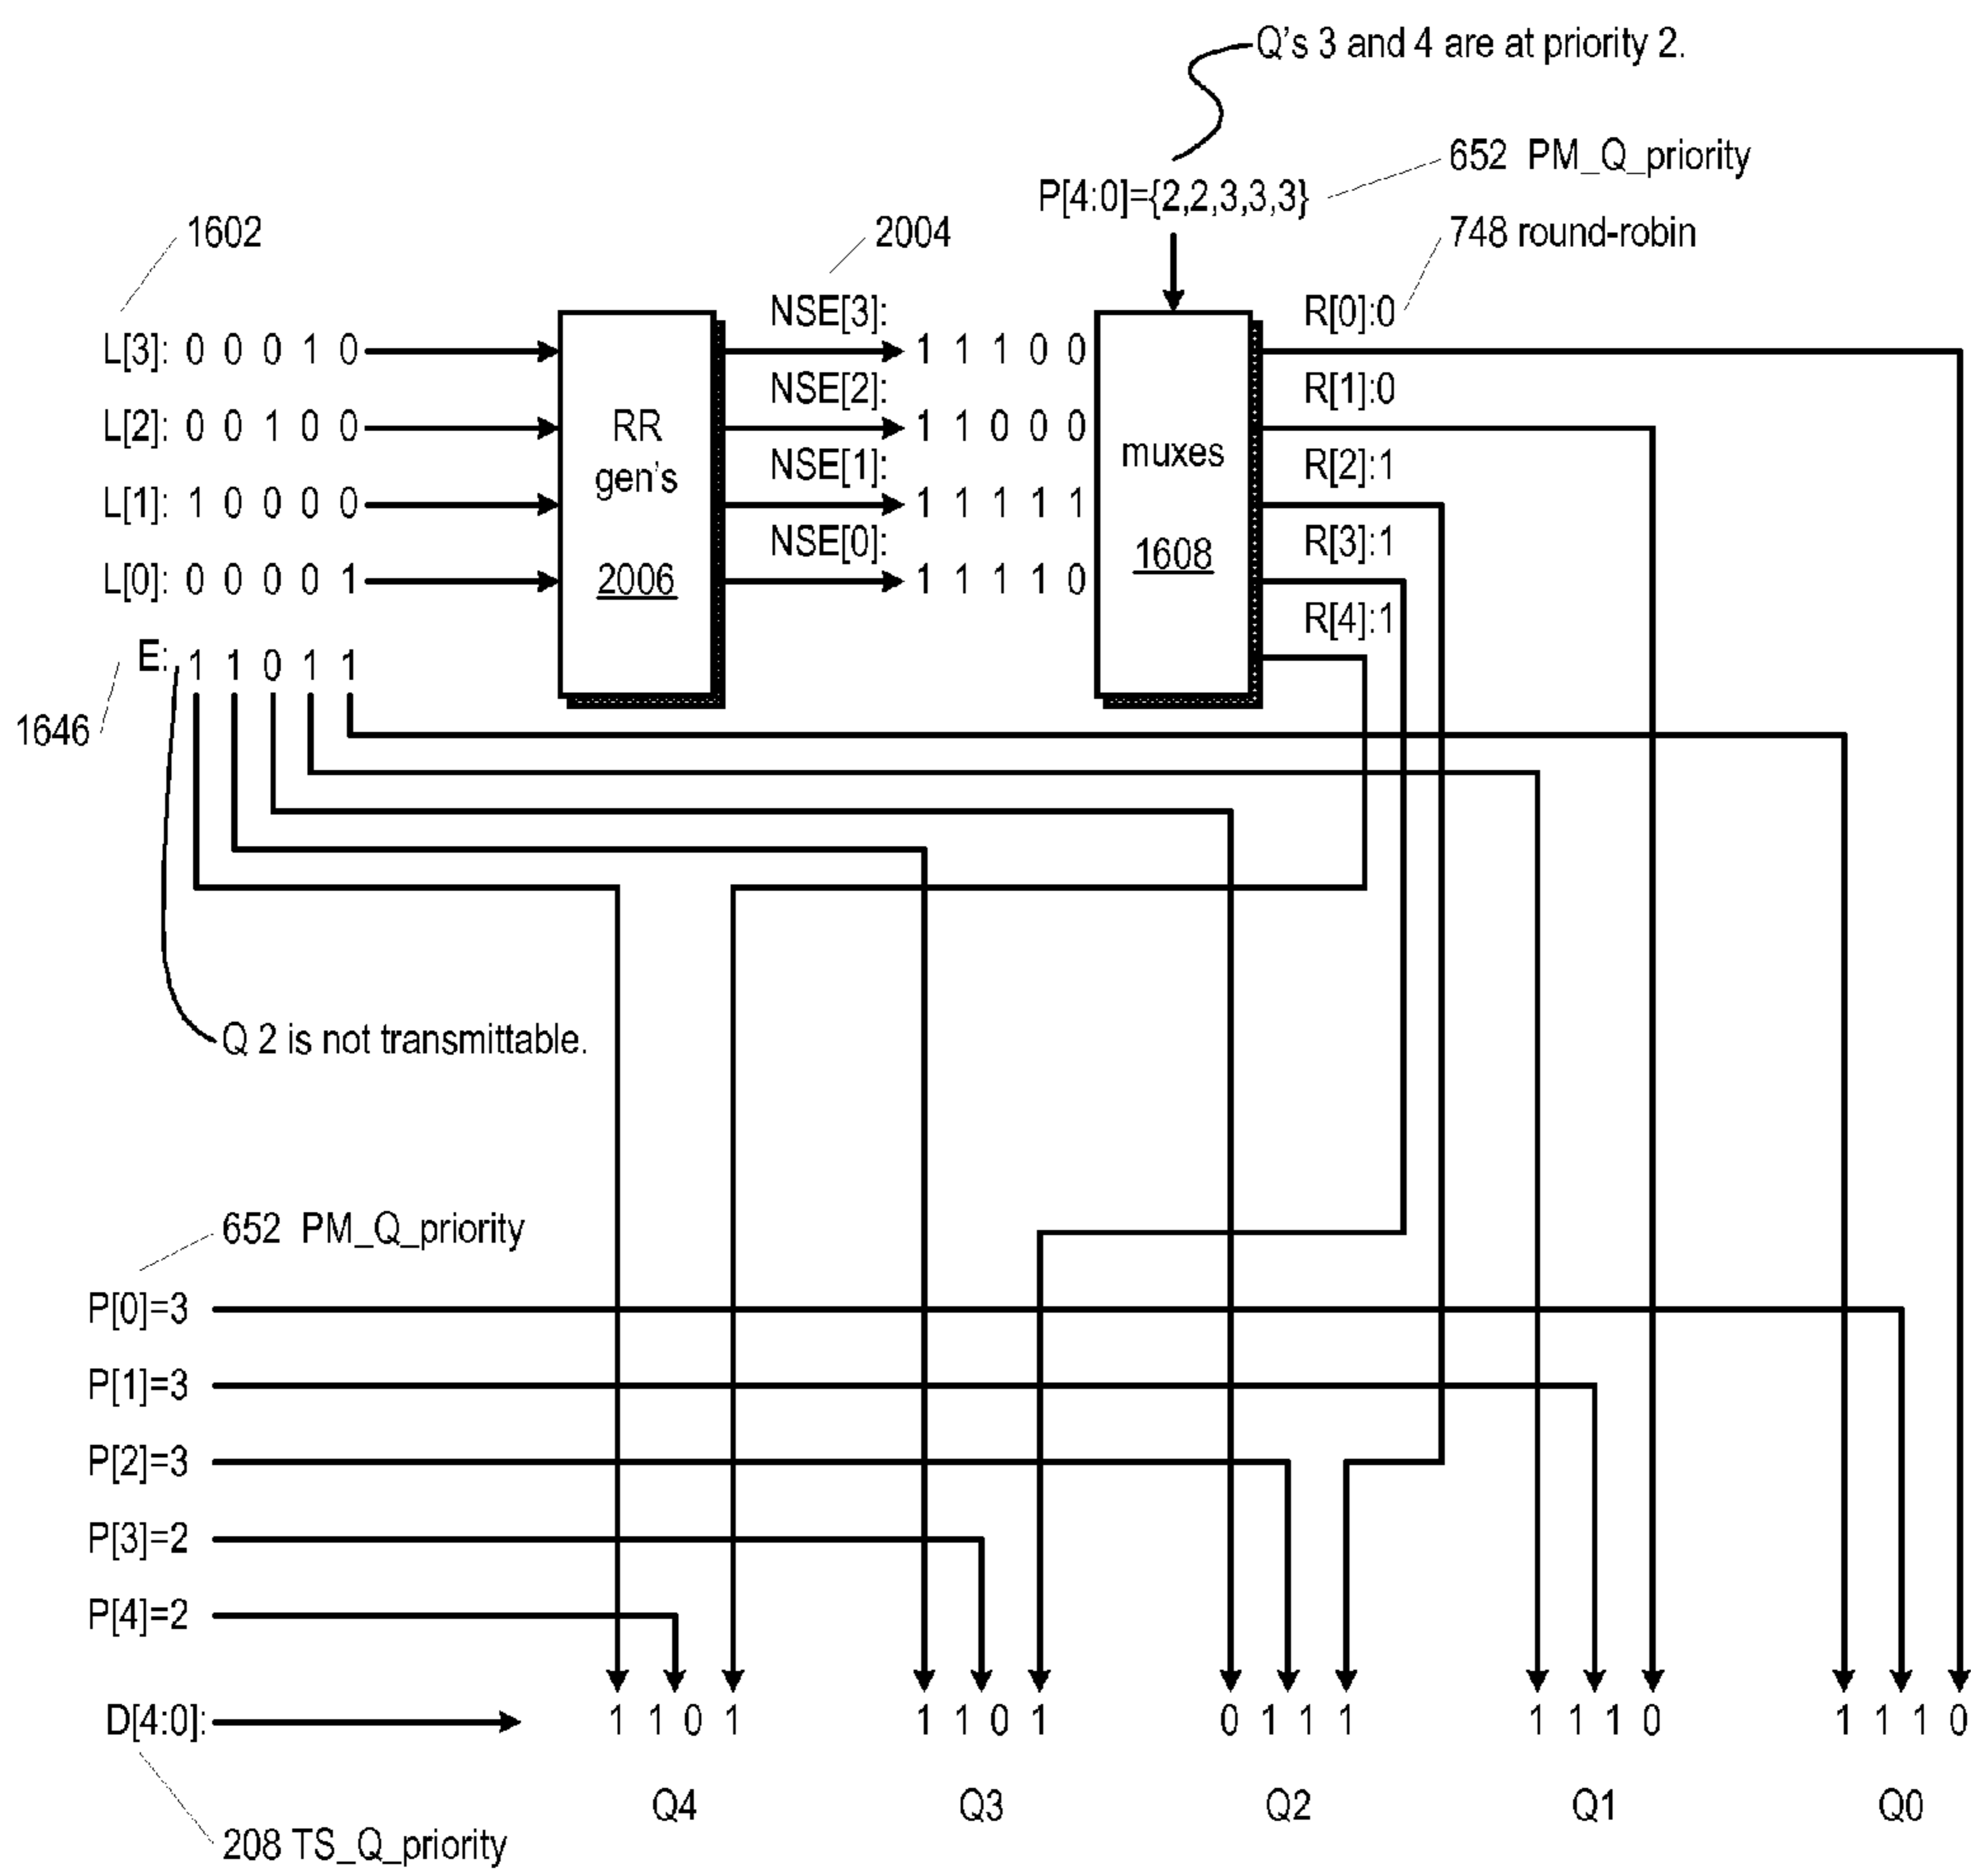 Q's 3 and 4 are at priority 2.
652 PM_Q_priority
P[4:0]={2,2,3,3,3}
1602
2004
748 round-robin
NSE[3]:
R[0]:0
L[3]: 0 0 0 1 0
1 1 1 0 0
NSE[2]:
R[1]:0
L[2]: 0 0 1 0 0
RR
1 1 0 0 0
muxes
NSE[1]:
R[2]:1
gen's
L[1]: 1 0 0 0 0
1 1 1 1 1
NSE[0]:
R[3]:1
1608
L[0]: 0 0 0 0 1
2006
1 1 1 1 0
R[4]:1
E: 1 1 0 1 1
1646
Q 2 is not transmittable.
652 PM_Q_priority
P[0]=3
P[1]=3
P[2]=3
P[3]=2
P[4]=2
D[4:0]: 1 1 0 1 1 1 0 1 0 1 1 1 1 1 1 0 1 1 1 0
Q4 Q3 Q2 Q1 Q0
208 TS_Q_priority